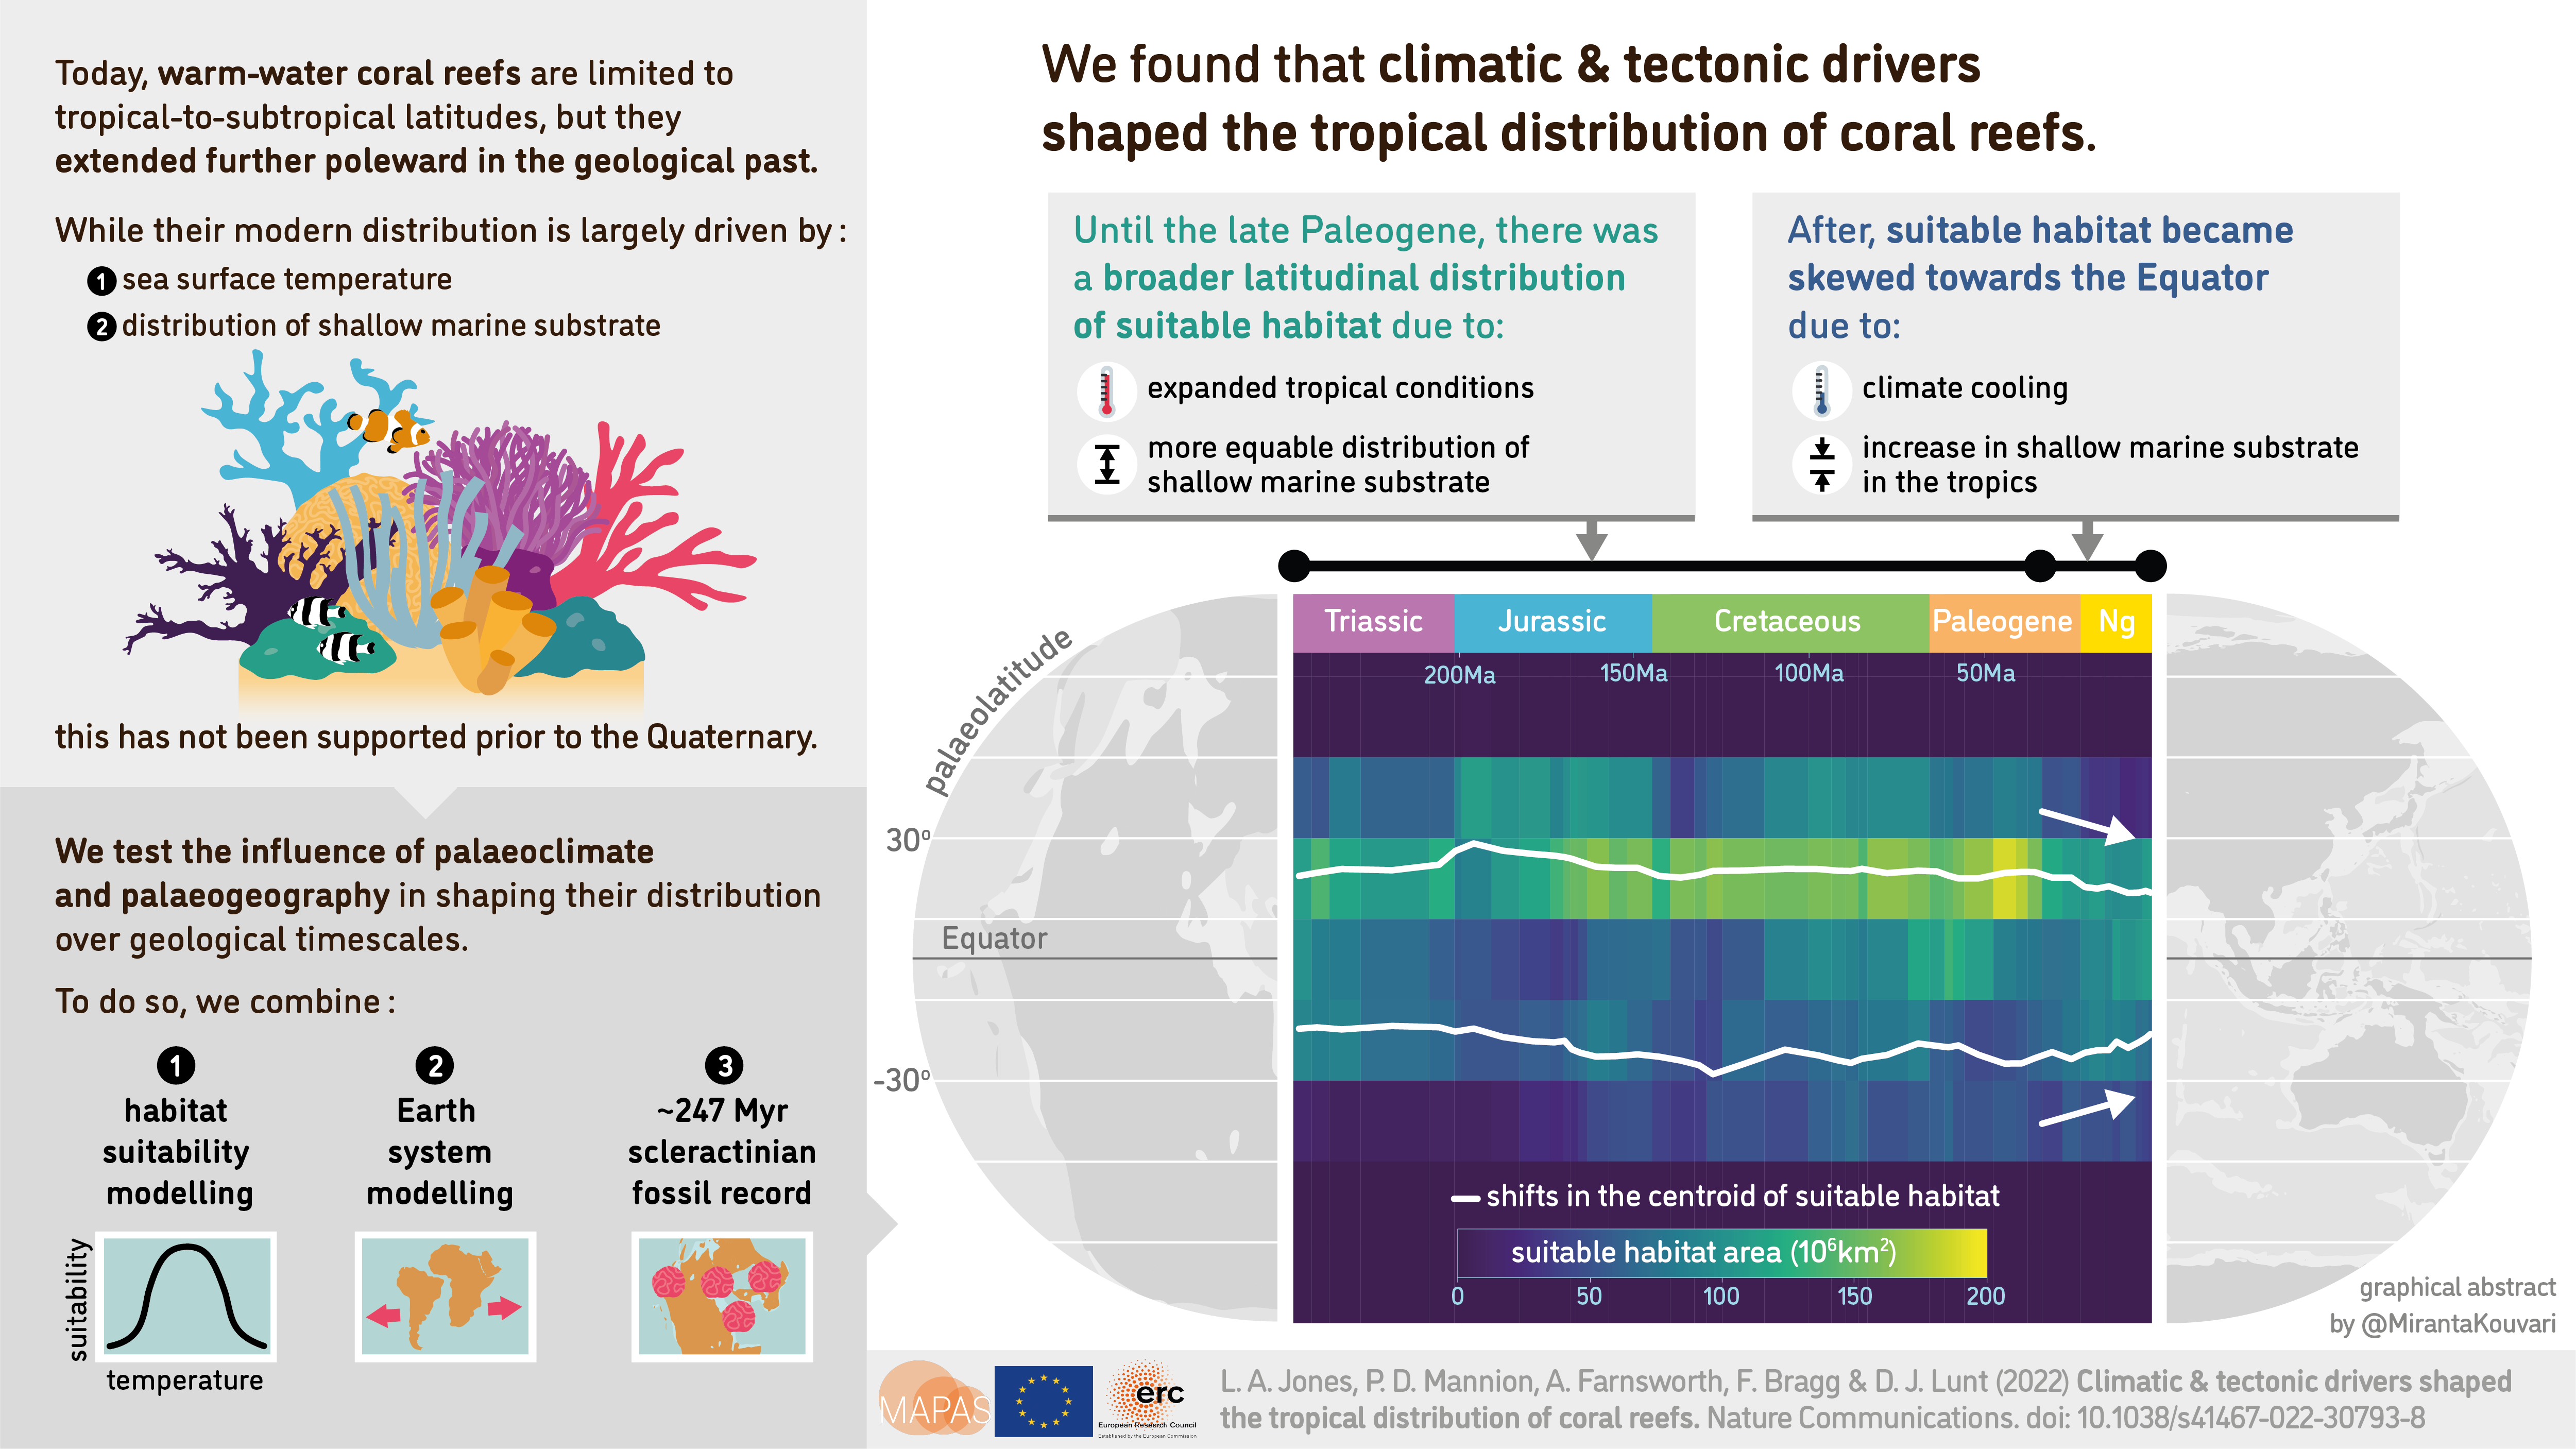 Today, warm-water coral reefs are limited to
tropical-to-subtropical latitudes, but they
extended further poleward in the geological past.
While their modern distribution is largely driven by :
1 sea surface temperature
2 distribution of shallow marine substrate
this has not been supported prior to the Quaternary.
We test the influence of palaeoclimate
and palaeogeography in shaping their distribution
over geological timescales.
To do so, we combine :
1
habitat
suitability
modelling
suitability
temperature
2
Earth
system
modelling
3
~247 Myr
scleractinian
fossil record
We found that climatic & tectonic drivers
shaped the tropical distribution of coral reefs.
Until the late Paleogene, there was
a broader latitudinal distribution
of suitable habitat due to:
expanded tropical conditions
more equable distribution of
shallow marine substrate
After, suitable habitat became
skewed towards the Equator
due to:
climate cooling
increase in shallow marine substrate
in the tropics
Triassic Jurassic Cretaceous Paleogene Ng
200Ma 150Ma 100Ma 50Ma
palaeolatitude
30º
Equator
-30º
shifts in the centroid of suitable habitat
suitable habitat area (10⁶km²)
0 50 100 150 200
graphical abstract
by @MirantaKouvari
MAPAS
erc
European Research Council
Established by the European Commission
L. A. Jones, P. D. Mannion, A. Farnsworth, F. Bragg & D. J. Lunt (2022) Climatic & tectonic drivers shaped
the tropical distribution of coral reefs. Nature Communications. doi: 10.1038/s41467-022-30793-8